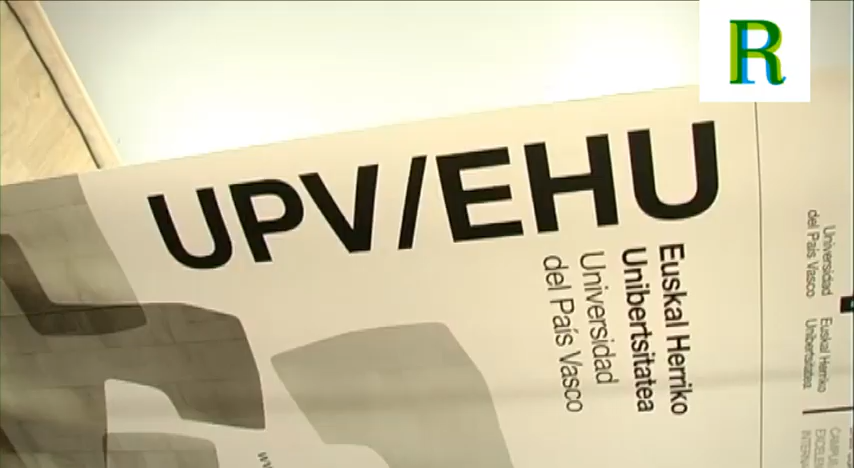 R
UPV/EHU
Euskal Herriko
Unibertsitatea
Universidad
del País Vasco
Universidad
del País Vasco
Euskal Herriko
Unibertsitatea